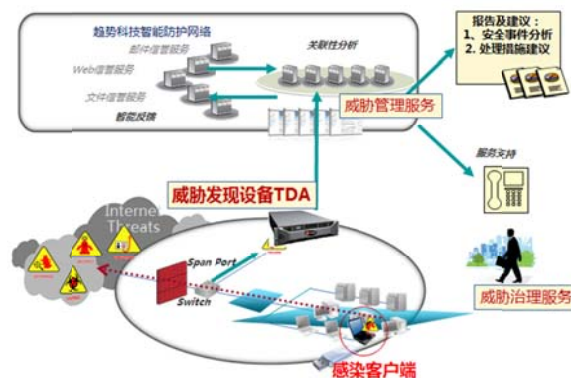 趋势科技智能防护网络
邮件信誉服务
Web信誉服务
文件信誉服务
智能反馈
关联性分析
威胁管理服务
报告及建议：
1、安全事件分析
2. 处理措施建议
服务支持
威胁发现设备TDA
Internet
Threats
Span Port
Switch
威胁治理服务
感染客户端